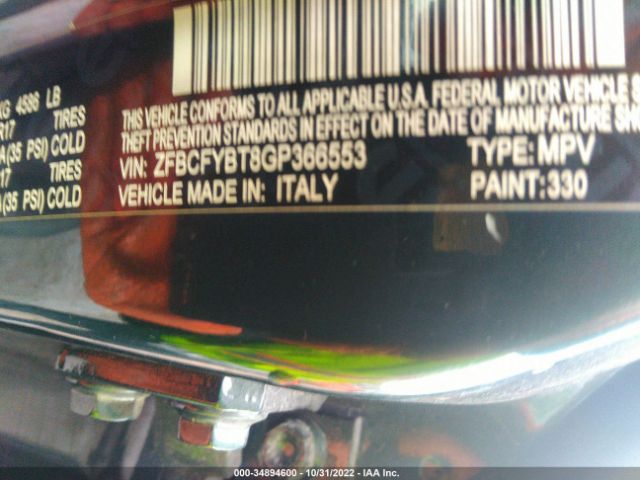 KG 4586 LB
THIS VEHICLE CONFORMS TO ALL APPLICABLE U.S.A. FEDERAL MOTOR VEHICLE
R17 TIRES
THEFT PREVENTION STANDARDS IN EFFECT ON THE DATE OF MANUFACTURE
A(35 PSI) COLD
VIN: ZFBCFYBT8GP366553 TYPE: MPV
R17 TIRES
VEHICLE MADE IN: ITALY PAINT:330
A(35 PSI) COLD
000-34894600 - 10/31/2022 - IAA Inc.